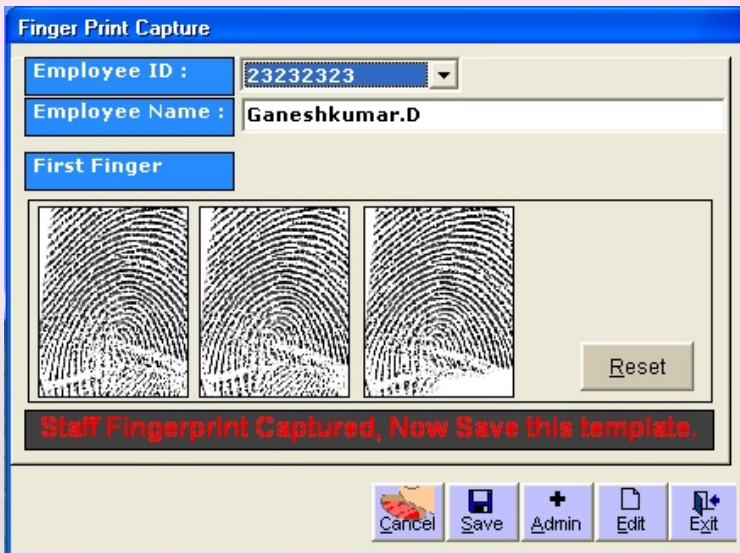 Finger Print Capture
Employee ID : 23232323
Employee Name : Ganeshkumar.D
First Finger
Reset
Staff Fingerprint Captured, Now Save this template.
Cancel Save Admin Edit Exit